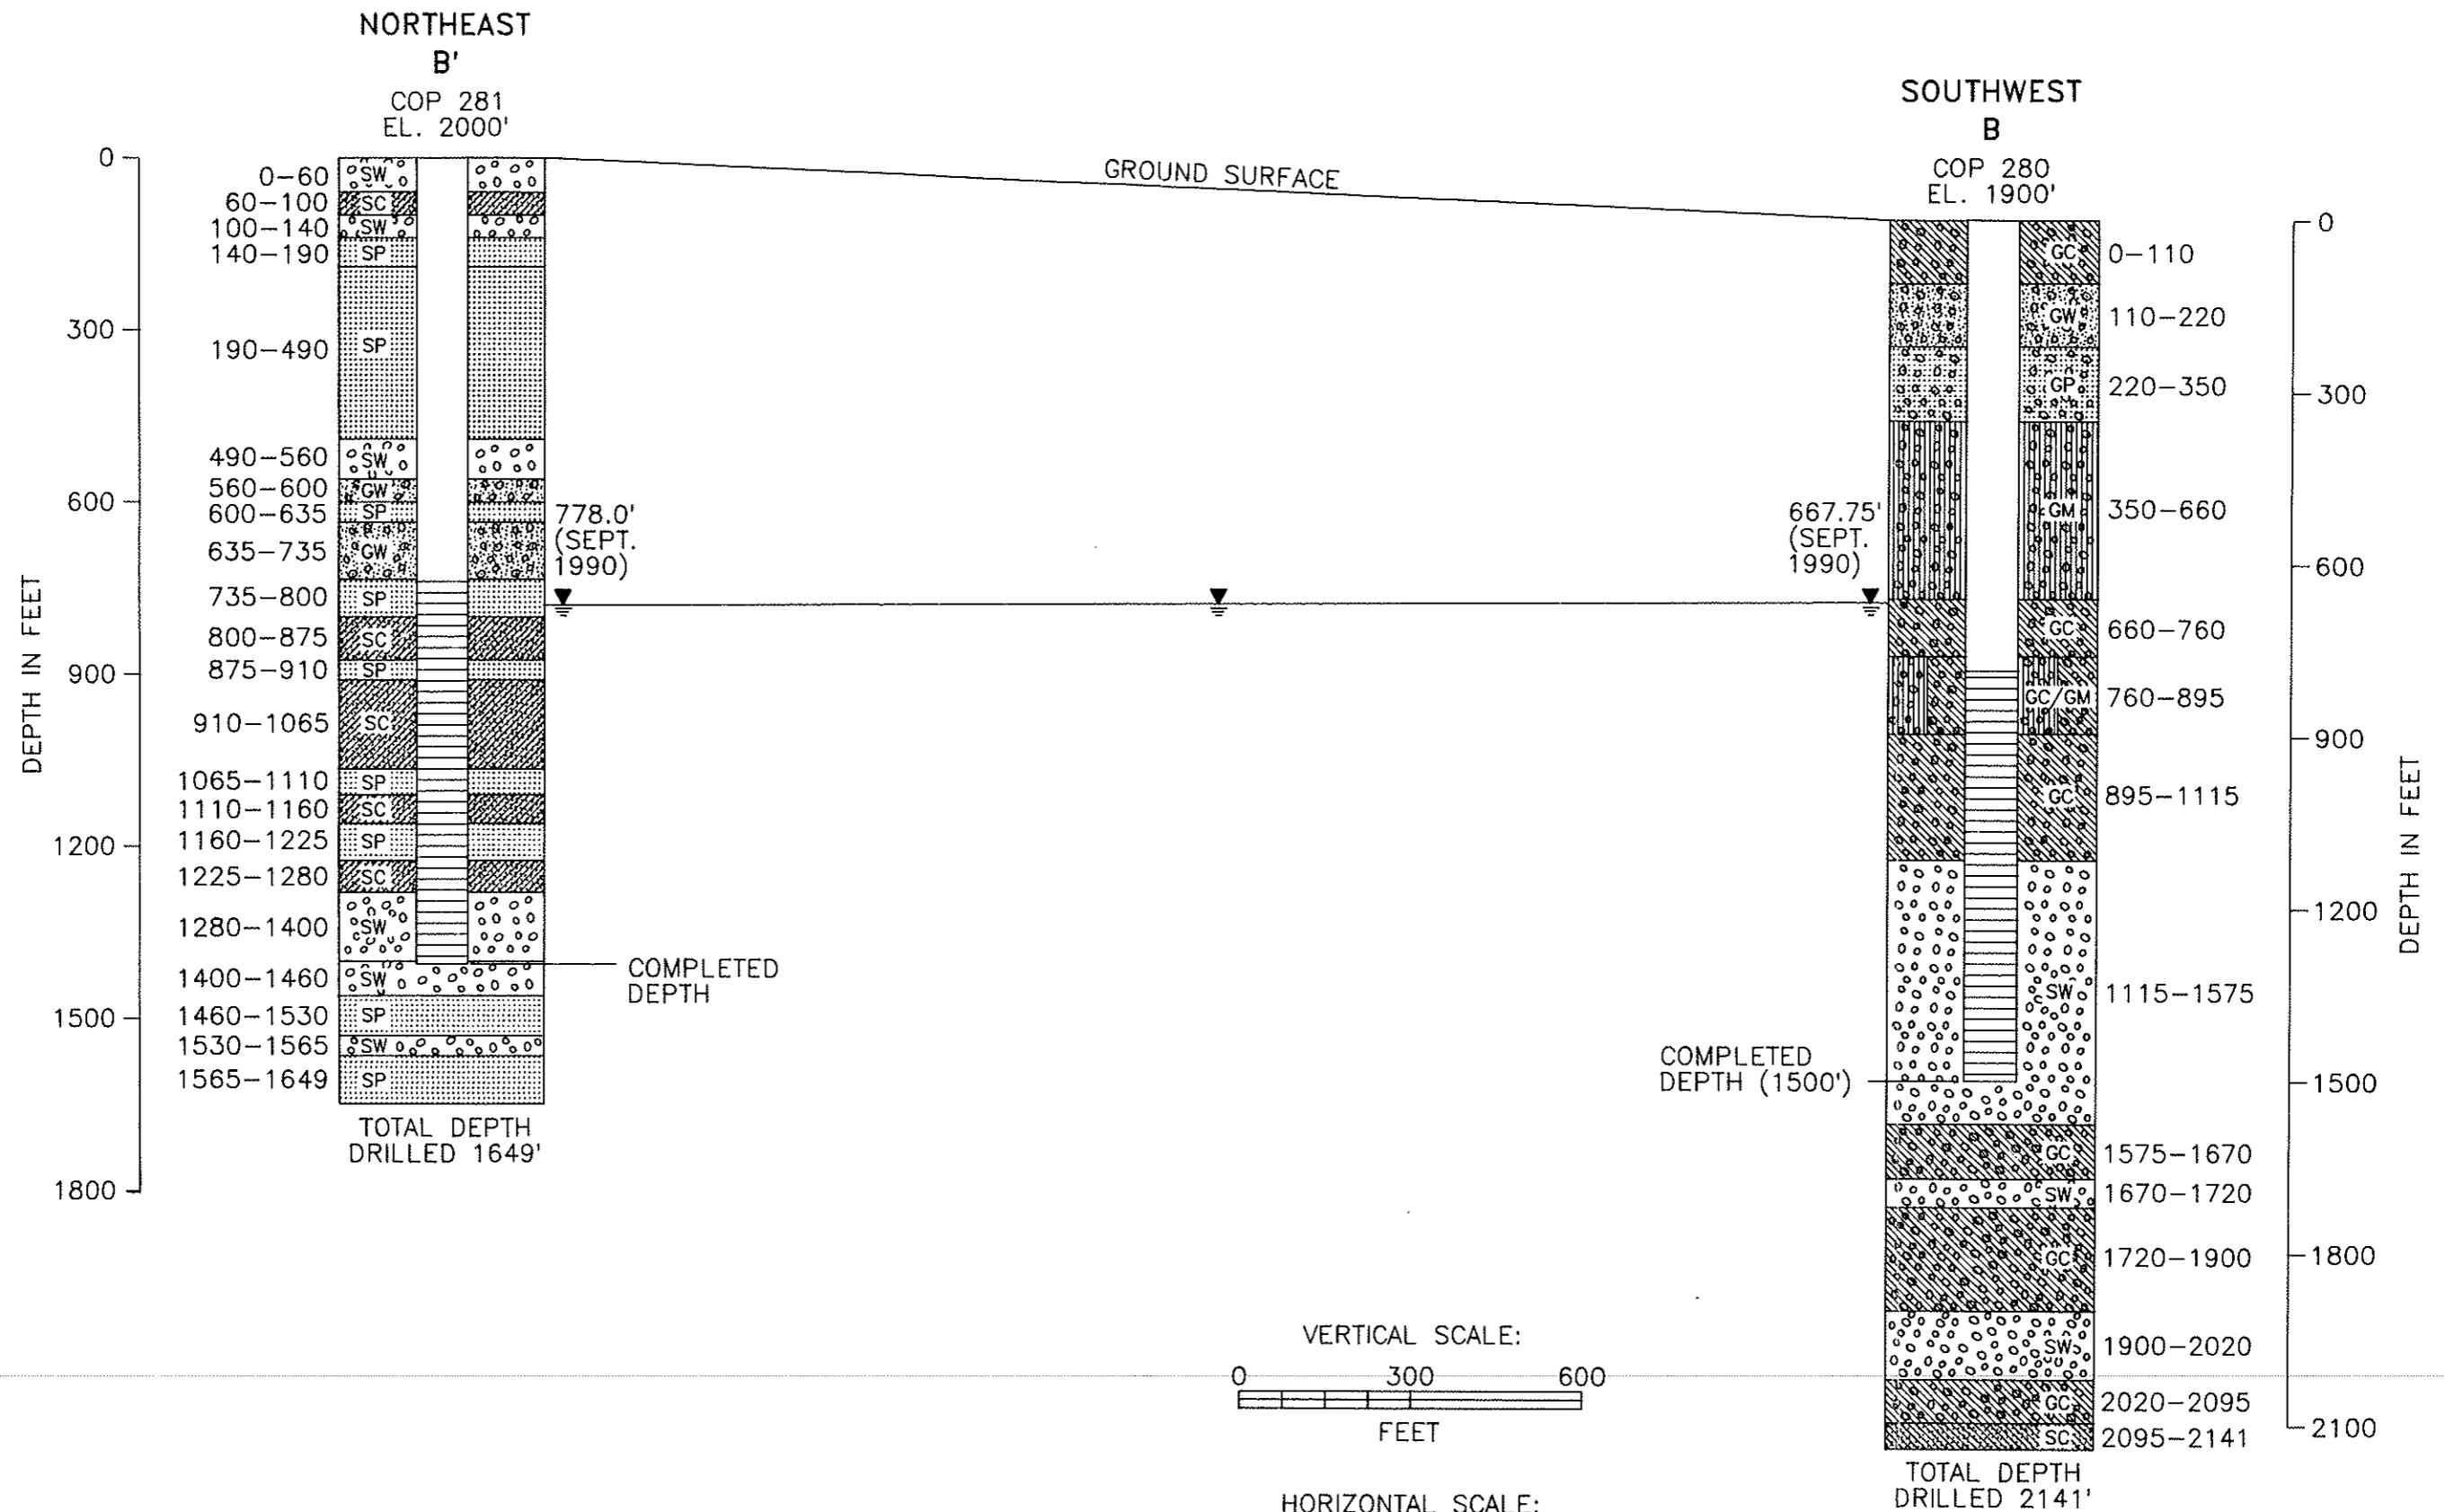 NORTHEAST
B'
COP 281
EL. 2000'
SOUTHWEST
B
COP 280
EL. 1900'
GROUND SURFACE
DEPTH IN FEET
0
300
600
900
1200
1500
1800
0-60 SW
60-100 SC
100-140 SW
140-190 SP
190-490 SP
490-560 SW
560-600 GW
600-635 SP
635-735 GW
735-800 SP
800-875 SC
875-910 SP
910-1065 SC
1065-1110 SP
1110-1160 SC
1160-1225 SP
1225-1280 SC
1280-1400 SW
1400-1460 SW
1460-1530 SP
1530-1565 SW
1565-1649 SP
TOTAL DEPTH
DRILLED 1649'
778.0'
(SEPT.
1990)
COMPLETED
DEPTH
667.75'
(SEPT.
1990)
COMPLETED
DEPTH (1500')
GC 0-110
GW 110-220
GP 220-350
GM 350-660
GC 660-760
GC/GM 760-895
GC 895-1115
SW 1115-1575
GC 1575-1670
SW 1670-1720
GC 1720-1900
SW 1900-2020
GC 2020-2095
SC 2095-2141
TOTAL DEPTH
DRILLED 2141'
0
300
600
900
1200
1500
1800
2100
DEPTH IN FEET
VERTICAL SCALE:
0 300 600
FEET
HORIZONTAL SCALE: